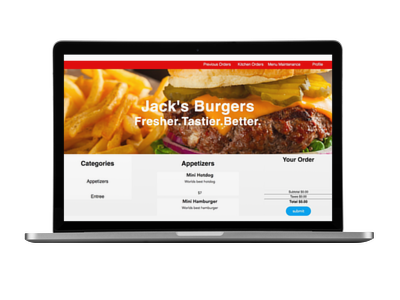 Previous Orders Kitchen Orders Menu Maintenance Profile
Jack's Burgers
Fresher.Tastier.Better.
Categories
Appetizers
Entree
Appetizers
Mini Hotdog
Worlds best hotdog
$1
Mini Hamburger
Worlds best hamburger
Your Order
Subtotal $0.00
Taxes $0.00
Total $0.00
submit